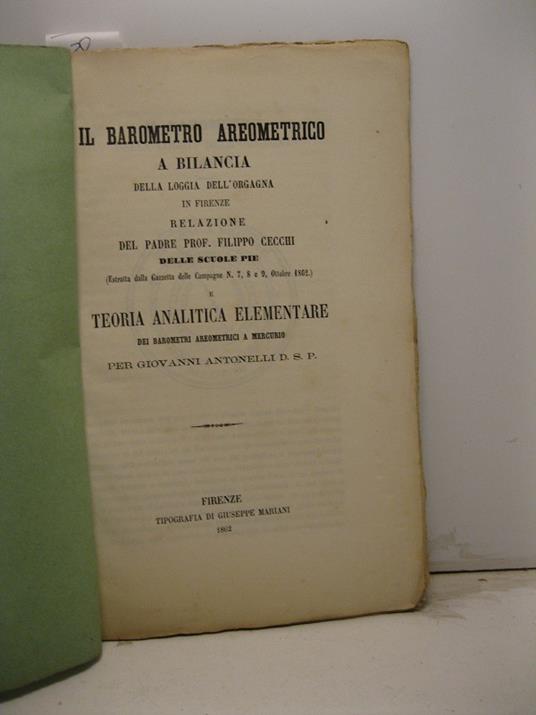 IL BAROMETRO AREOMETRICO
A BILANCIA
DELLA LOGGIA DELL'ORGAGNA
IN FIRENZE
RELAZIONE
DEL PADRE PROF. FILIPPO CECCHI
DELLE SCUOLE PIE
(Estratta dalla Gazzetta delle Campagne N. 7, 8 e 9, Ottobre 1862.)
E
TEORIA ANALITICA ELEMENTARE
DEI BAROMETRI AREOMETRICI A MERCURIO
PER GIOVANNI ANTONELLI D. S. P.
FIRENZE
TIPOGRAFIA DI GIUSEPPE MARIANI
1862